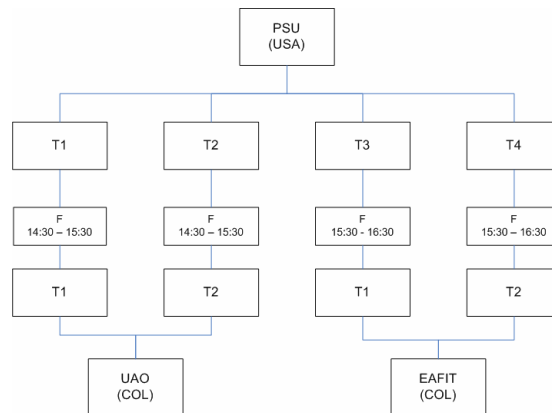 PSU
(USA)
T1
T2
T3
T4
F
14:30 – 15:30
F
14:30 – 15:30
F
15:30 - 16:30
F
15:30 – 16:30
T1
T2
T1
T2
UAO
(COL)
EAFIT
(COL)